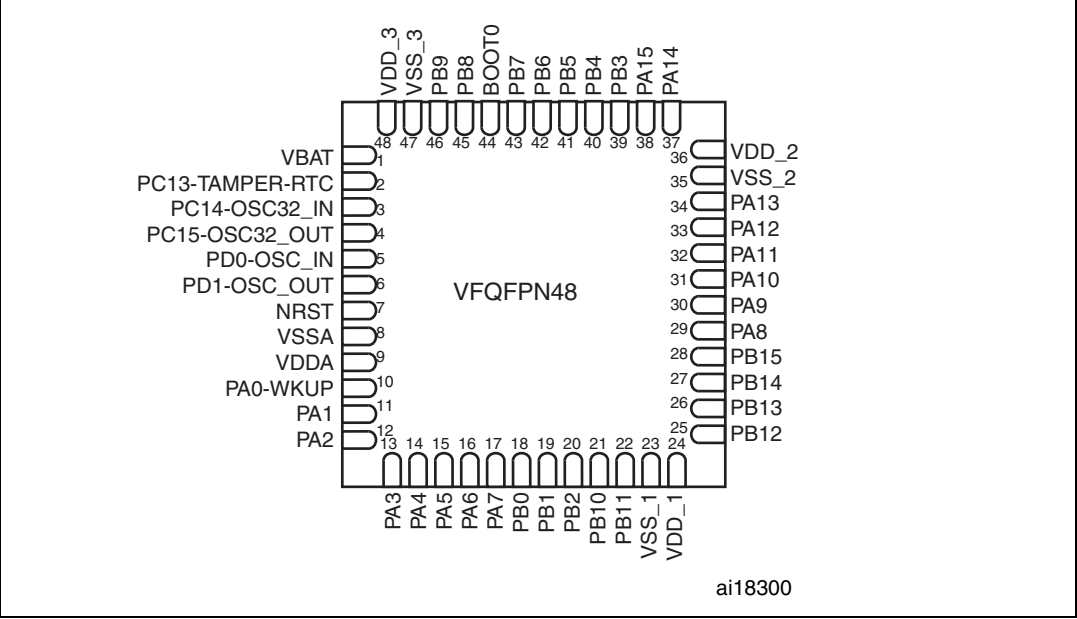 VDD_3
VSS_3
PB9
PB8
BOOT0
PB7
PB6
PB5
PB4
PB3
PA15
PA14
48 47 46 45 44 43 42 41 40 39 38 37
VBAT 1
PC13-TAMPER-RTC 2
PC14-OSC32_IN 3
PC15-OSC32_OUT 4
PD0-OSC_IN 5
PD1-OSC_OUT 6
NRST 7
VSSA 8
VDDA 9
PA0-WKUP 10
PA1 11
PA2 12
VFQFPN48
36 VDD_2
35 VSS_2
34 PA13
33 PA12
32 PA11
31 PA10
30 PA9
29 PA8
28 PB15
27 PB14
26 PB13
25 PB12
13 14 15 16 17 18 19 20 21 22 23 24
PA3
PA4
PA5
PA6
PA7
PB0
PB1
PB2
PB10
PB11
VSS_1
VDD_1
ai18300